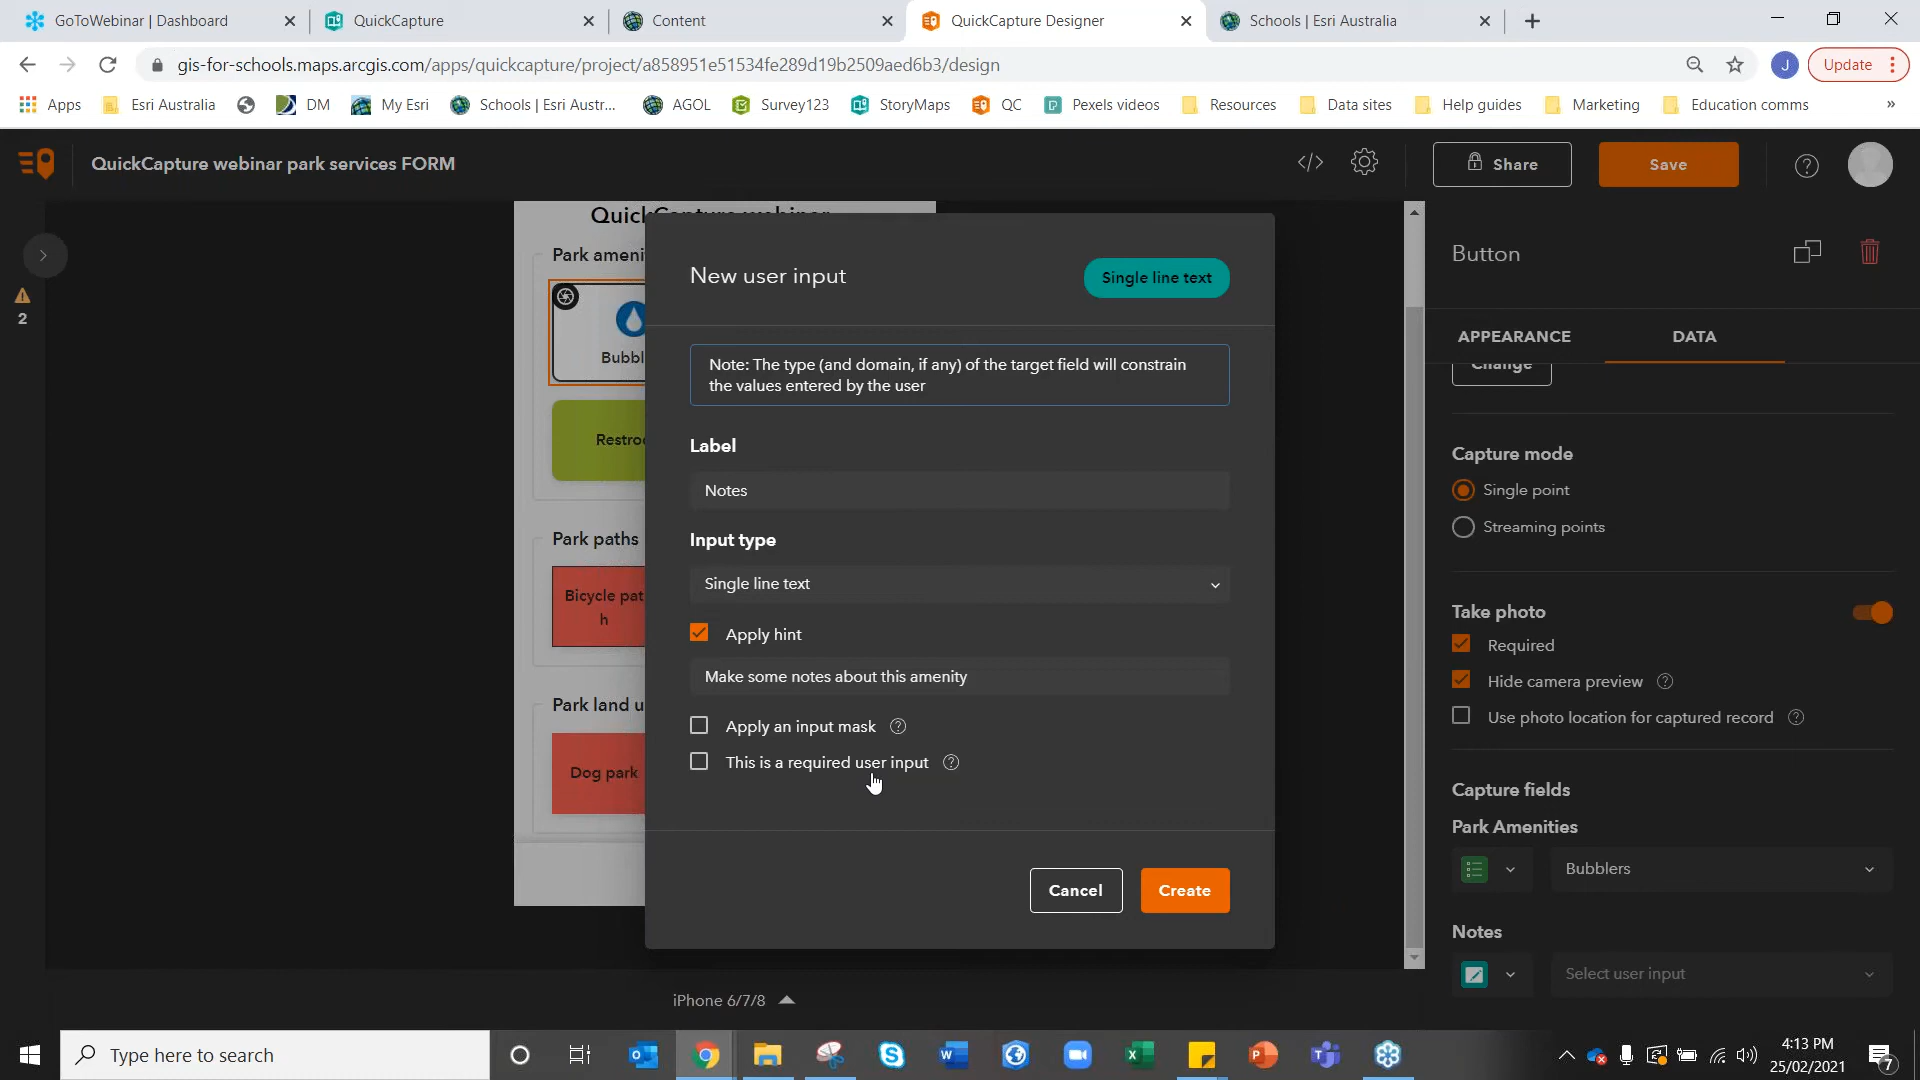 GoToWebinar | Dashboard
QuickCapture
Content
QuickCapture Designer
Schools | Esri Australia
gis-for-schools.maps.arcgis.com/apps/quickcapture/project/a858951e51534fe289d19b2509aed6b3/design
J
Update
Apps
Esri Australia
DM
My Esri
Schools | Esri Austr...
AGOL
Survey123
StoryMaps
QC
Pexels videos
Resources
Data sites
Help guides
Marketing
Education comms
»
QuickCapture webinar park services FORM
Share
Save
2
QuickCapture webinar
Park ameni
Bubbl
Restro
Park paths
Bicycle pat
h
Park land u
Dog park
New user input
Single line text
Note: The type (and domain, if any) of the target field will constrain
the values entered by the user
Label
Notes
Input type
Single line text
Apply hint
Make some notes about this amenity
Apply an input mask
This is a required user input
Cancel
Create
Button
APPEARANCE
DATA
Change
Capture mode
Single point
Streaming points
Take photo
Required
Hide camera preview
Use photo location for captured record
Capture fields
Park Amenities
Bubblers
Notes
Select user input
iPhone 6/7/8
Type here to search
4:13 PM
25/02/2021
7